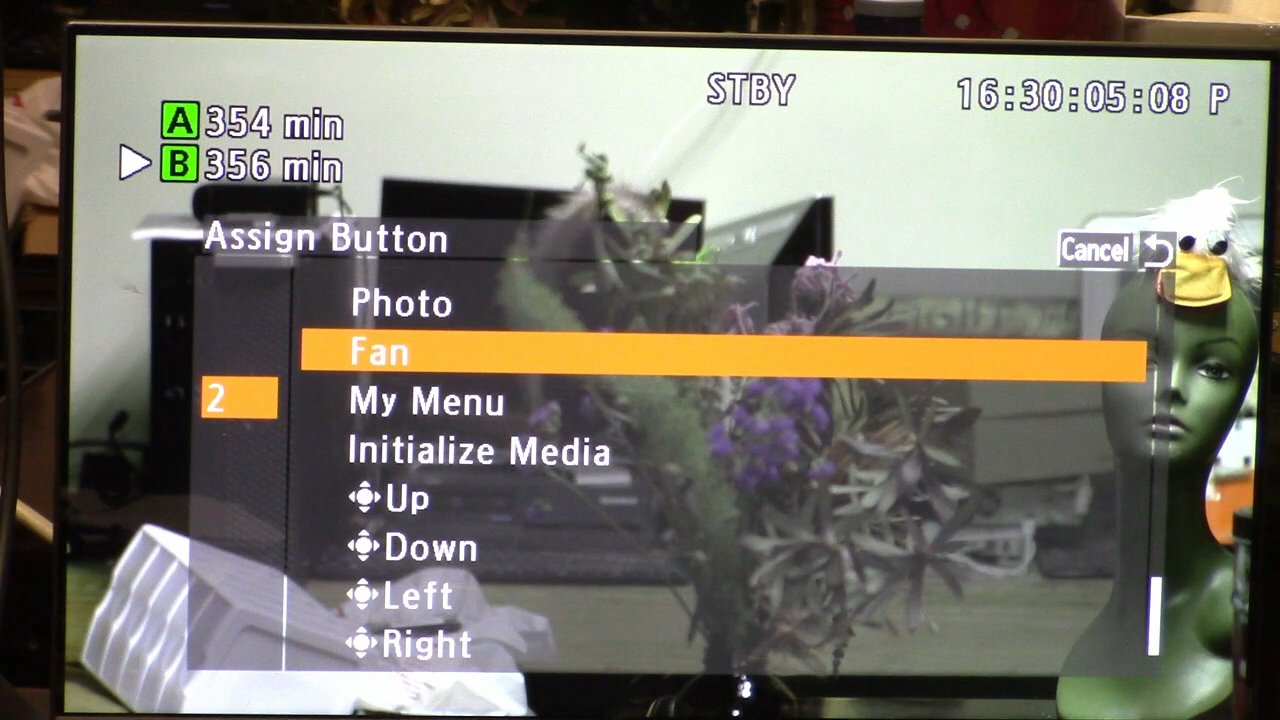 STBY
16:30:05:08 P
A 354 min
B 356 min
Assign Button
Cancel
Photo
Fan
2
My Menu
Initialize Media
Up
Down
Left
Right